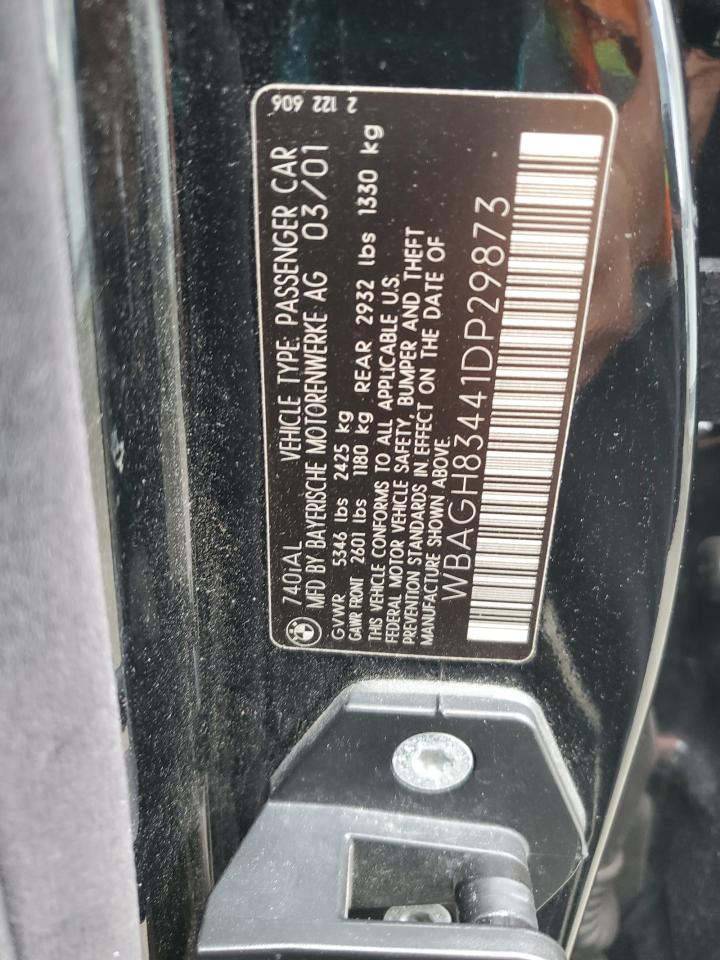 740iAL VEHICLE TYPE: PASSENGER CAR
MFD BY BAYERISCHE MOTORENWERKE AG 03/01
GVWR 5346 lbs 2425 kg
GAWR FRONT 2601 lbs 1180 kg REAR 2932 lbs 1330 kg
THIS VEHICLE CONFORMS TO ALL APPLICABLE U.S.
FEDERAL MOTOR VEHICLE SAFETY, BUMPER AND THEFT
PREVENTION STANDARDS IN EFFECT ON THE DATE OF
MANUFACTURE SHOWN ABOVE.
WBAGH83441DP29873
2 122 606
BMW